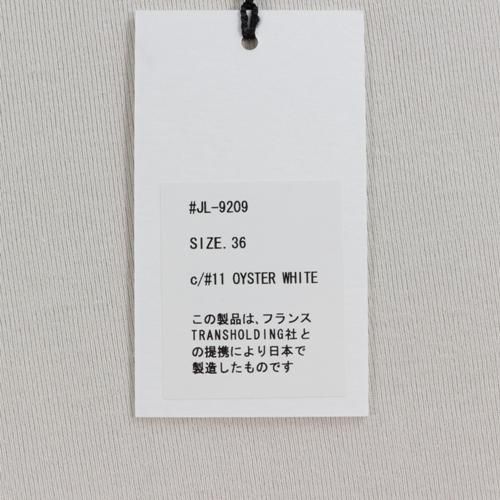 #JL-9209
SIZE. 36
c/#11 OYSTER WHITE
この製品は、フランス
TRANSHOLDING社と
の提携により日本で
製造したものです